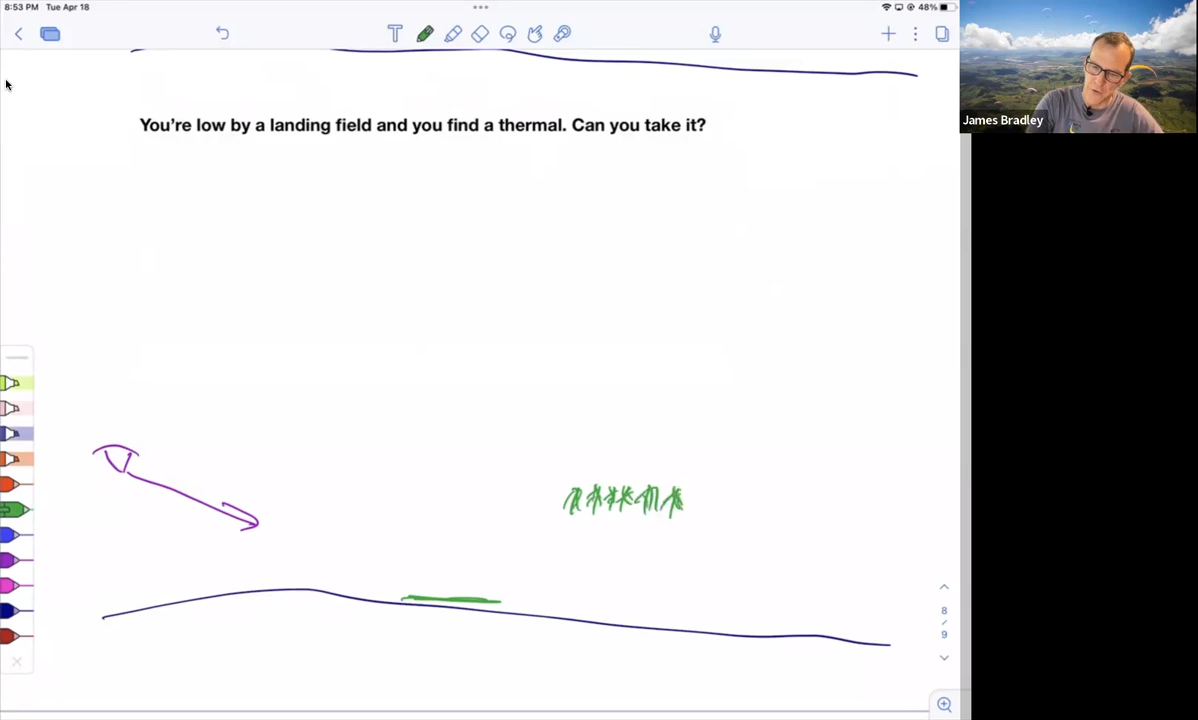 8:53 PM Tue Apr 18
48%
You're low by a landing field and you find a thermal. Can you take it?
James Bradley
8
/
9